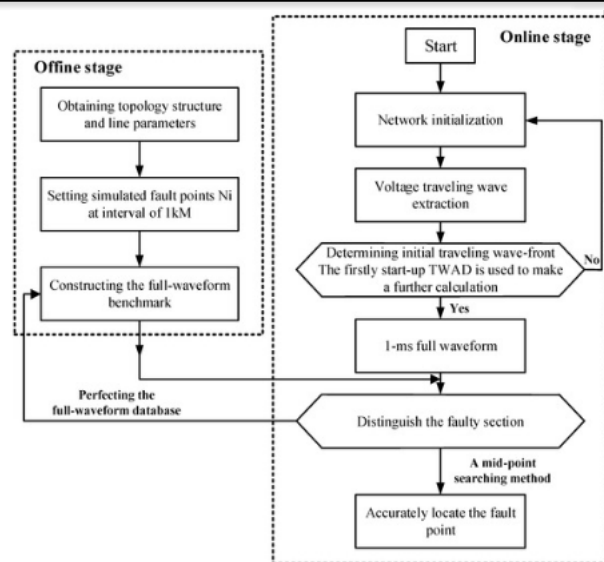 Offine stage
Obtaining topology structure
and line parameters
Setting simulated fault points Ni
at interval of 1kM
Constructing the full-waveform
benchmark
Perfecting the
full-waveform database
Online stage
Start
Network initialization
Voltage traveling wave
extraction
Determining initial traveling wave-front
The firstly start-up TWAD is used to make
a further calculation
No
Yes
1-ms full waveform
Distinguish the faulty section
A mid-point
searching method
Accurately locate the fault
point